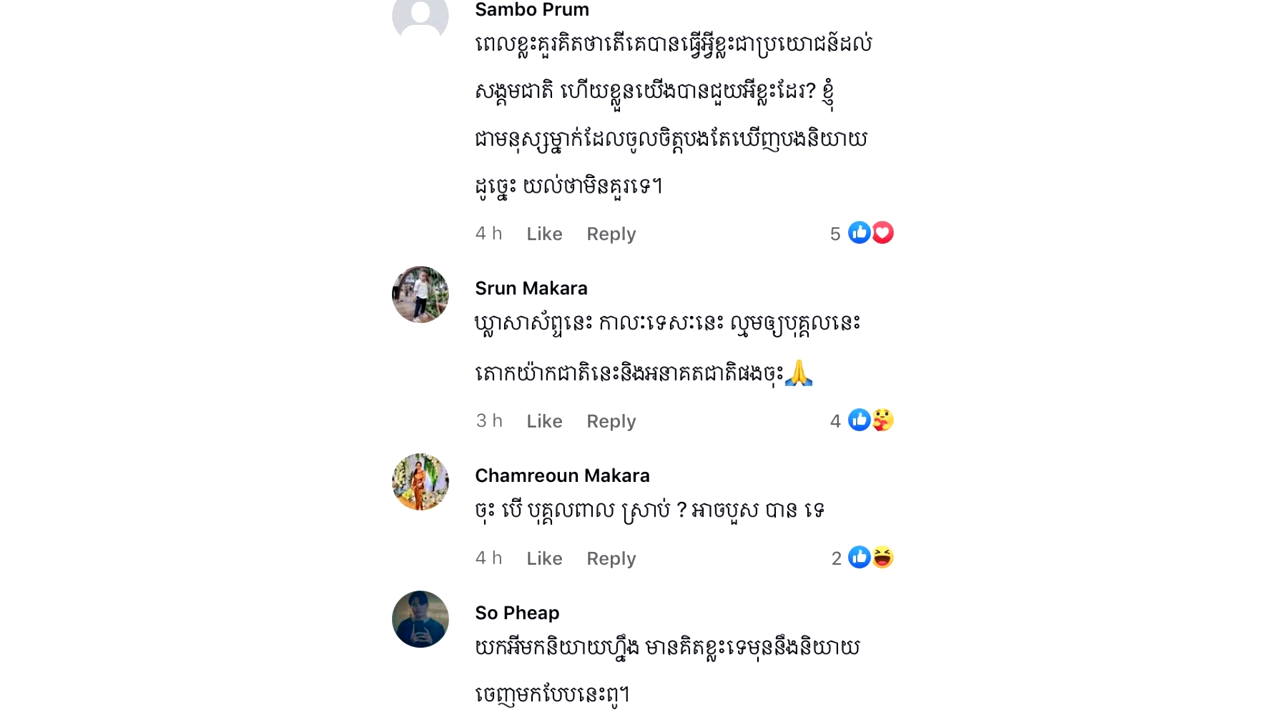 Sambo Prum
ពេលខ្លះគួរគិតថាតើគេបានធ្វើអ្វីខ្លះជាប្រយោជន៍ដល់
សង្គមជាតិ ហើយខ្លួនយើងបានជួយអីខ្លះដែរ? ខ្ញុំ
ជាមនុស្សម្នាក់ដែលចូលចិត្តបងតែឃើញបងនិយាយ
ដូច្នេះ យល់ថាមិនគួរទេ។
4 h Like Reply 5
Srun Makara
ឃ្លាសាស័ព្ទនេះ កាលៈទេសៈនេះ ល្មមឲ្យបុគ្គលនេះ
តោកយ៉ាកជាតិនេះនិងអនាគតជាតិផងចុះ🙏
3 h Like Reply 4
Chamreoun Makara
ចុះ បើ បុគ្គលពាល ស្រាប់ ? អាចបួស បាន ទេ
4 h Like Reply 2
So Pheap
យកអីមកនិយាយហ្នឹង មានគិតខ្លះទេមុននឹងនិយាយ
ចេញមកបែបនេះពូ។